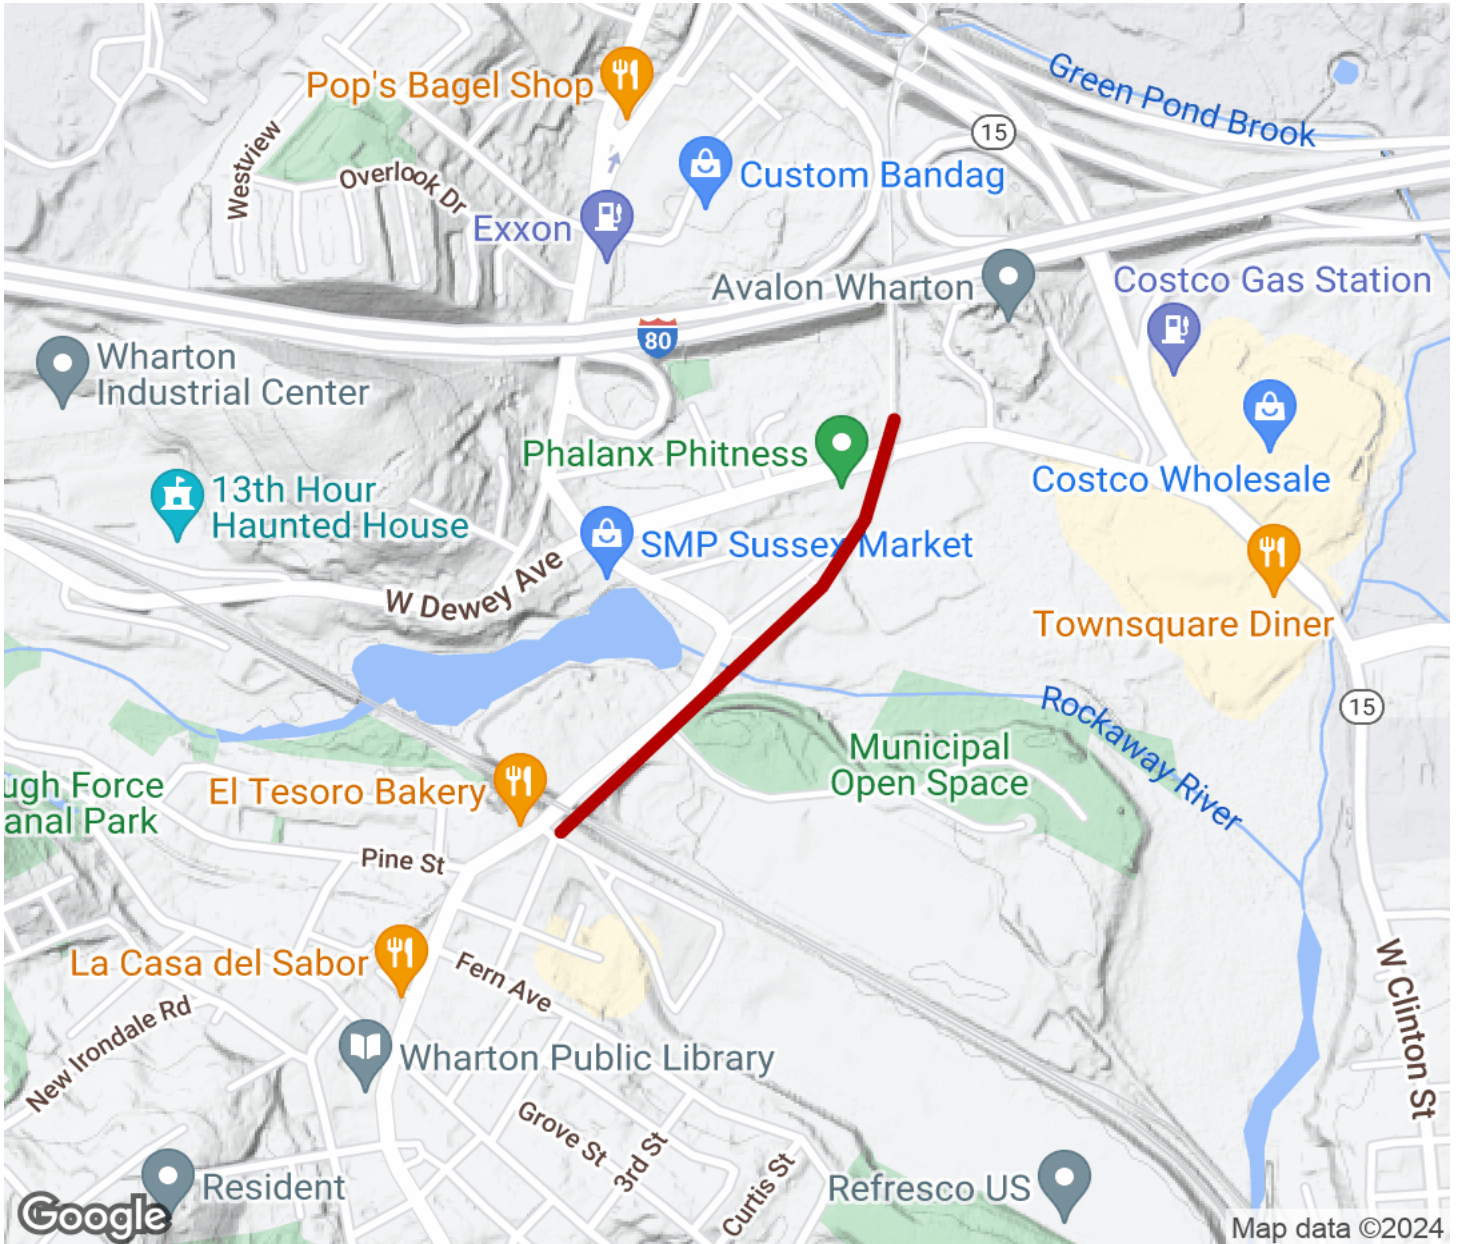 Pop's Bagel Shop
Green Pond Brook
15
Westview
Overlook Dr
Custom Bandag
Exxon
Avalon Wharton
Costco Gas Station
80
Wharton
Industrial Center
Phalanx Phitness
Costco Wholesale
13th Hour
Haunted House
SMP Sussex Market
W Dewey Ave
Townsquare Diner
Rockaway River
15
Municipal
Open Space
ugh Force
anal Park
El Tesoro Bakery
Pine St
La Casa del Sabor
Fern Ave
W Clinton St
New Irondale Rd
Wharton Public Library
Grove St
3rd St
Curtis St
Resident
Refresco US
Google
Map data ©2024